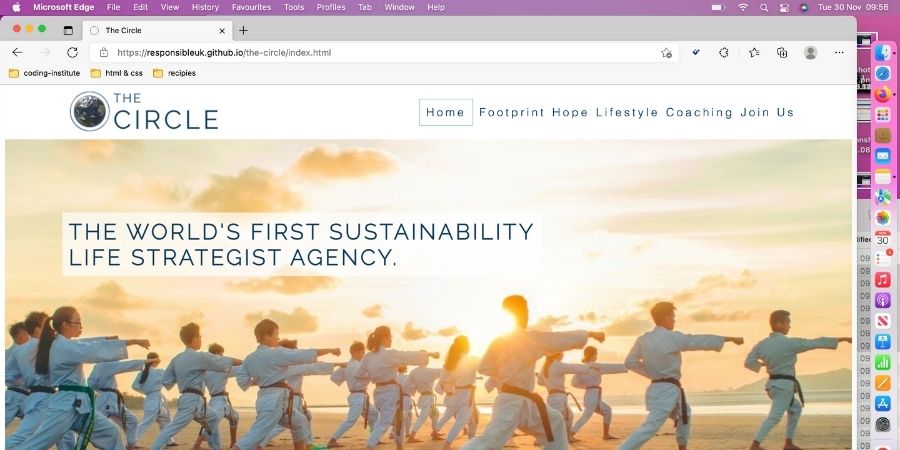 Microsoft Edge File Edit View History Favourites Tools Profiles Tab Window Help Tue 30 Nov 09:56
The Circle
https://responsibleuk.github.io/the-circle/index.html
coding-institute html & css recipies
THE
CIRCLE
Home Footprint Hope Lifestyle Coaching Join Us
THE WORLD'S FIRST SUSTAINABILITY
LIFE STRATEGIST AGENCY.
30